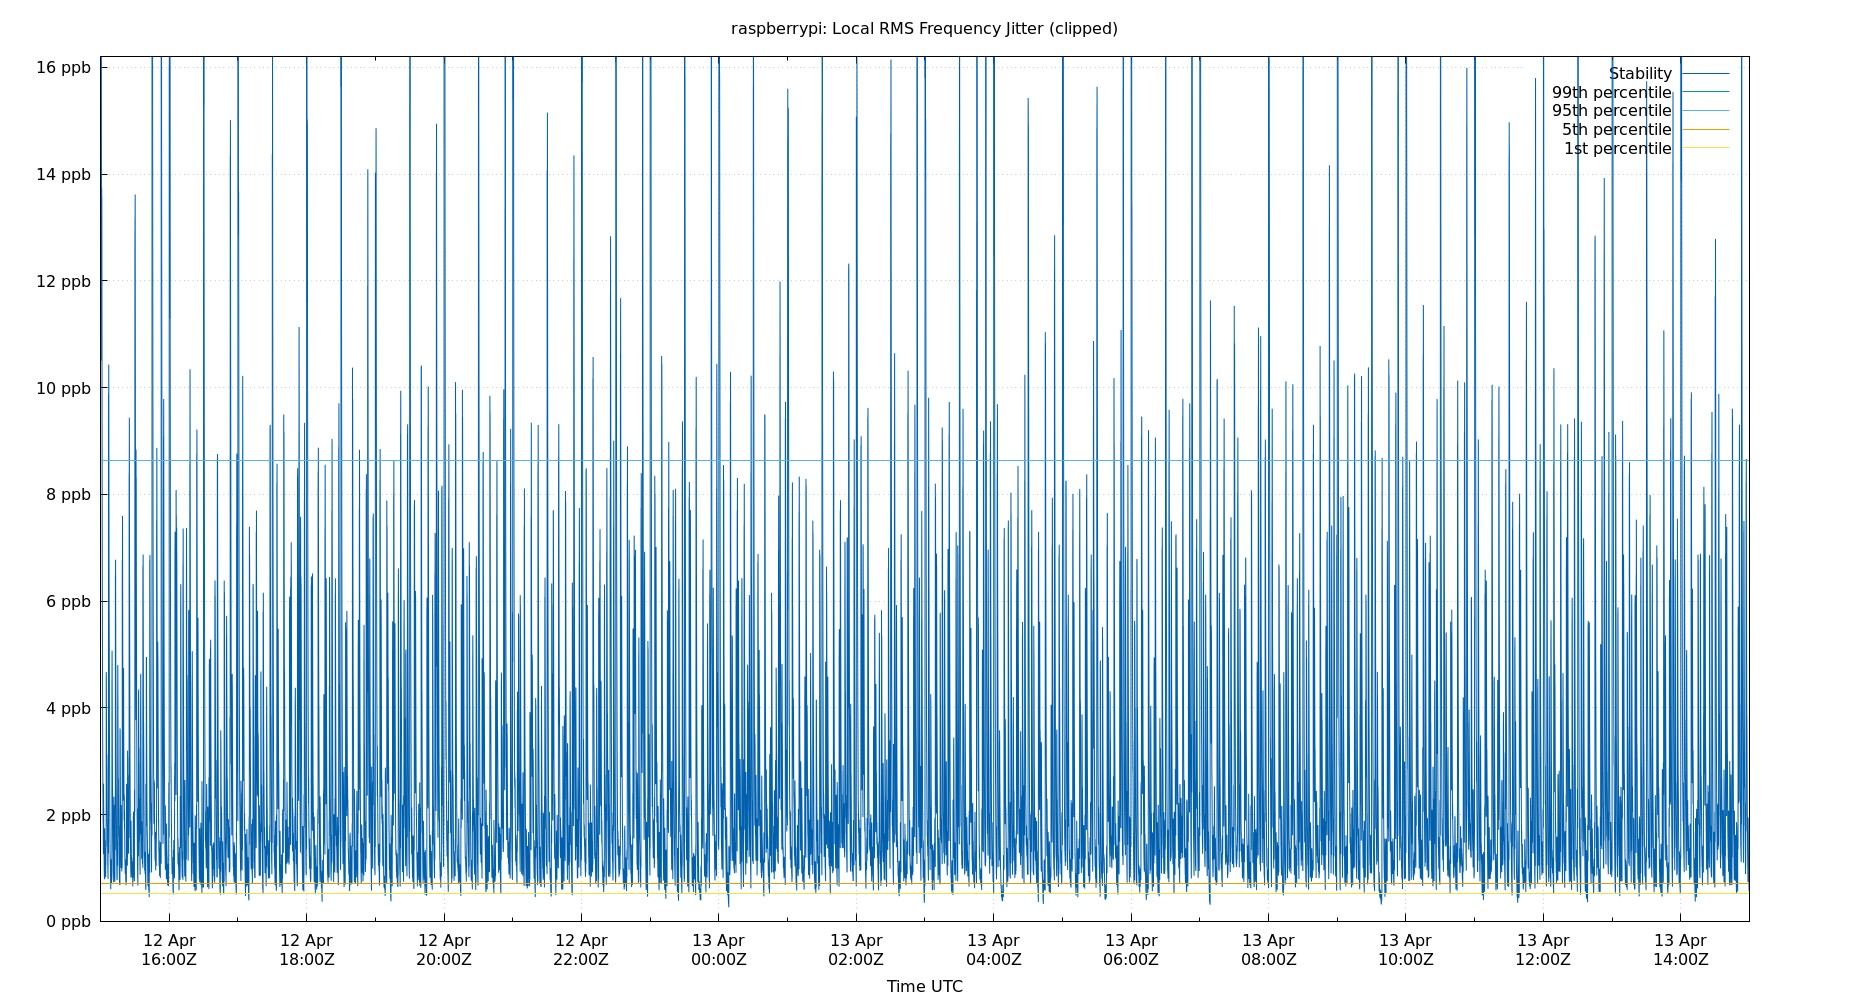 raspberrypi: Local RMS Frequency Jitter (clipped)
16 ppb
14 ppb
12 ppb
10 ppb
8 ppb
6 ppb
4 ppb
2 ppb
0 ppb
Stability
99th percentile
95th percentile
5th percentile
1st percentile
12 Apr 12 Apr 12 Apr 12 Apr 13 Apr 13 Apr 13 Apr 13 Apr 13 Apr 13 Apr 13 Apr 13 Apr
16:00Z 18:00Z 20:00Z 22:00Z 00:00Z 02:00Z 04:00Z 06:00Z 08:00Z 10:00Z 12:00Z 14:00Z
Time UTC